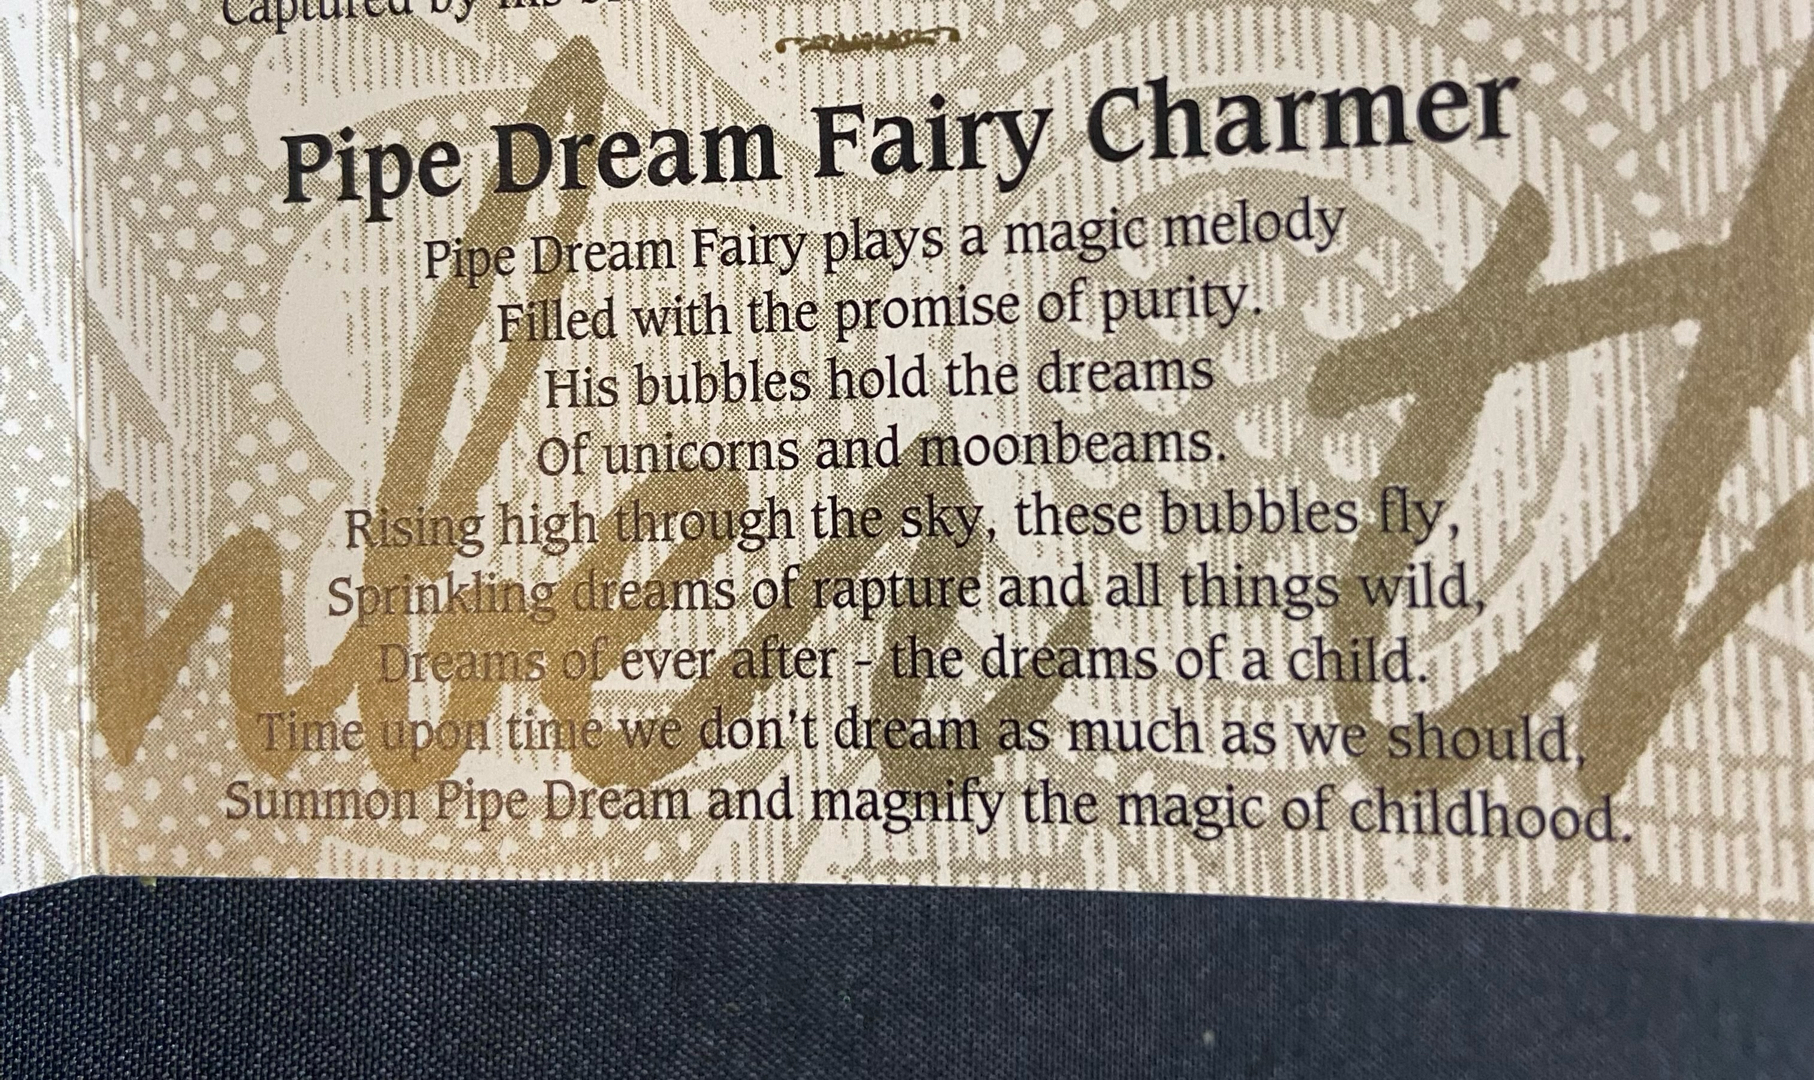 Captured by his
Pipe Dream Fairy Charmer
Pipe Dream Fairy plays a magic melody
Filled with the promise of purity.
His bubbles hold the dreams
Of unicorns and moonbeams.
Rising high through the sky, these bubbles fly,
Sprinkling dreams of rapture and all things wild,
Dreams of ever after - the dreams of a child.
Time upon time we don't dream as much as we should,
Summon Pipe Dream and magnify the magic of childhood.